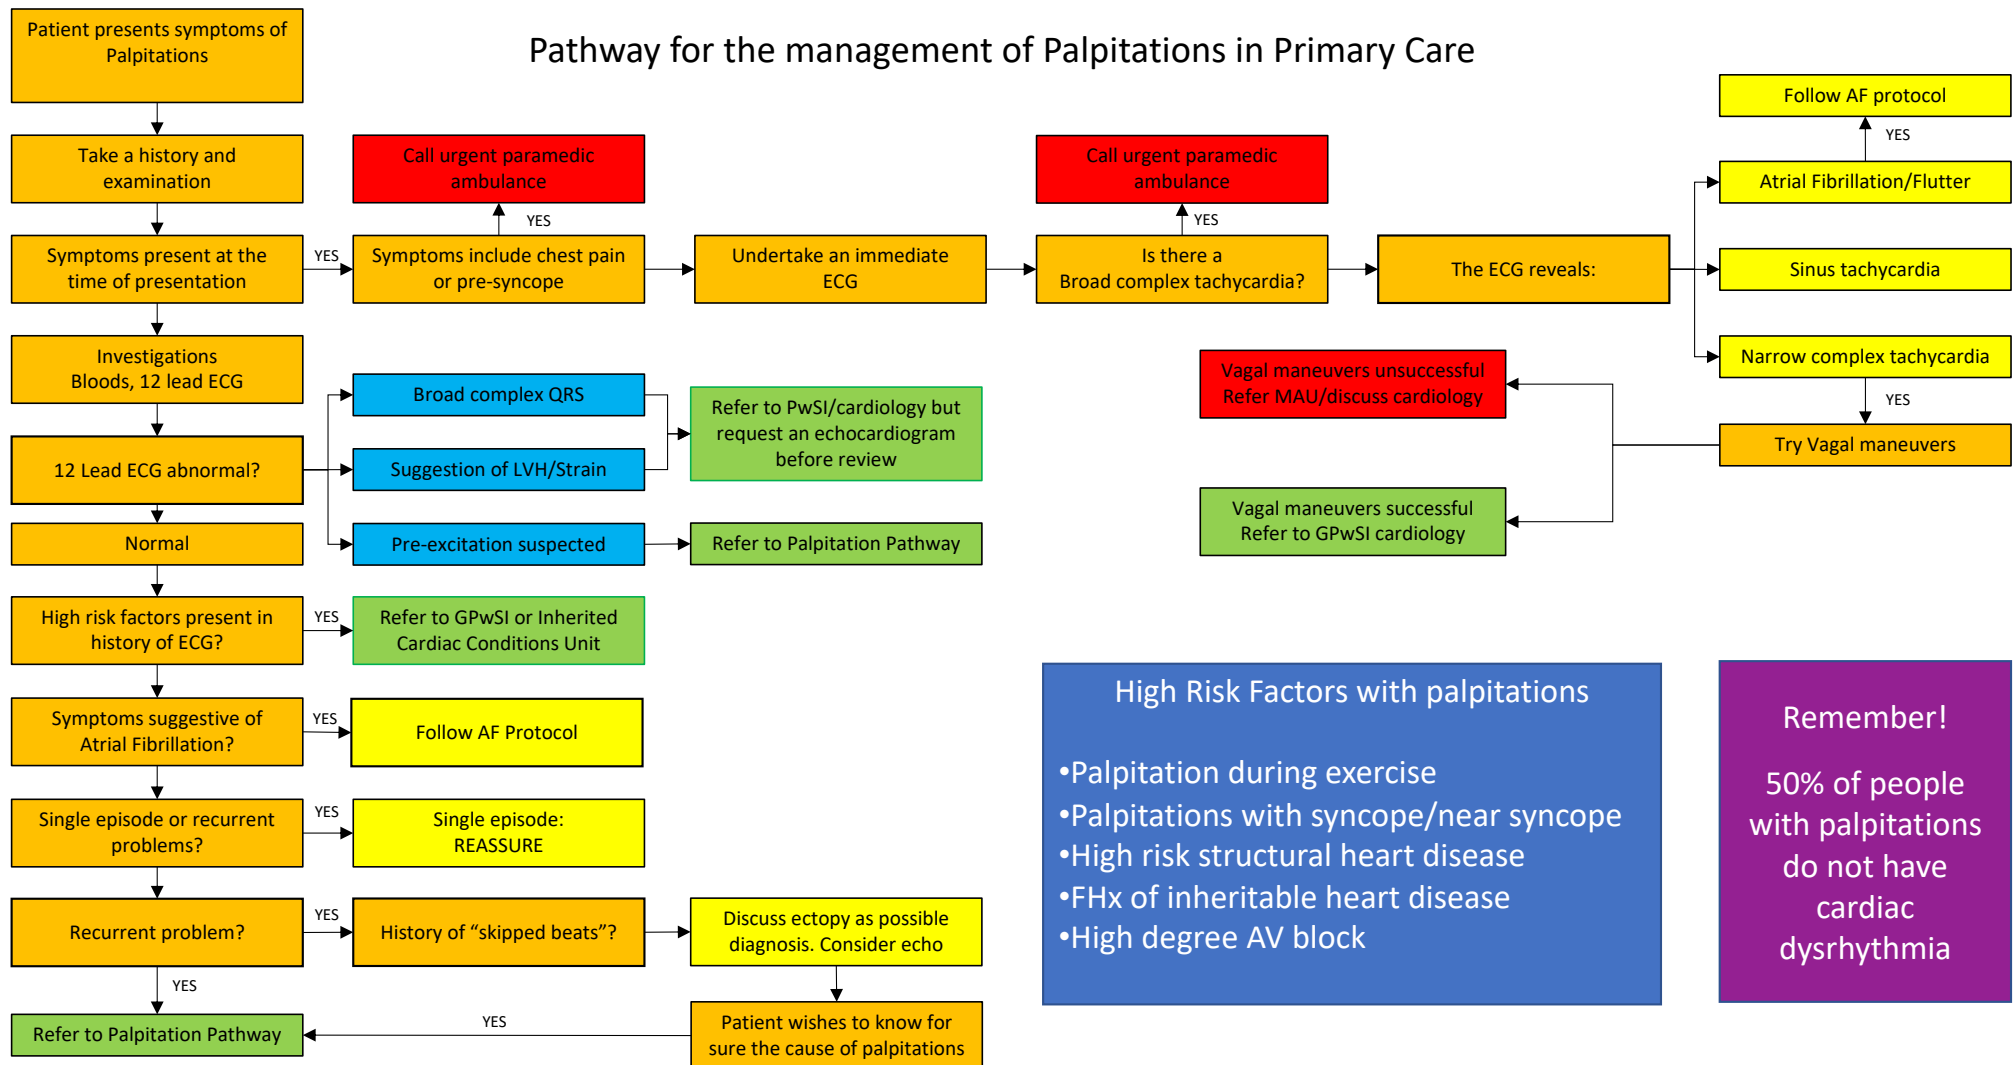 Pathway for the management of Palpitations in Primary Care
Patient presents symptoms of
Palpitations
Take a history and
examination
Symptoms present at the
time of presentation
YES
Symptoms include chest pain
or pre-syncope
YES
Call urgent paramedic
ambulance
Undertake an immediate
ECG
Is there a
Broad complex tachycardia?
YES
Call urgent paramedic
ambulance
The ECG reveals:
Atrial Fibrillation/Flutter
YES
Follow AF protocol
Sinus tachycardia
Narrow complex tachycardia
YES
Try Vagal maneuvers
Vagal maneuvers unsuccessful
Refer MAU/discuss cardiology
Vagal maneuvers successful
Refer to GPwSI cardiology
Investigations
Bloods, 12 lead ECG
12 Lead ECG abnormal?
Broad complex QRS
Suggestion of LVH/Strain
Refer to PwSI/cardiology but
request an echocardiogram
before review
Pre-excitation suspected
Refer to Palpitation Pathway
Normal
High risk factors present in
history of ECG?
YES
Refer to GPwSI or Inherited
Cardiac Conditions Unit
Symptoms suggestive of
Atrial Fibrillation?
YES
Follow AF Protocol
Single episode or recurrent
problems?
YES
Single episode:
REASSURE
Recurrent problem?
YES
History of “skipped beats”?
Discuss ectopy as possible
diagnosis. Consider echo
Patient wishes to know for
sure the cause of palpitations
YES
YES
Refer to Palpitation Pathway
High Risk Factors with palpitations
•Palpitation during exercise
•Palpitations with syncope/near syncope
•High risk structural heart disease
•FHx of inheritable heart disease
•High degree AV block
Remember!
50% of people
with palpitations
do not have
cardiac
dysrhythmia